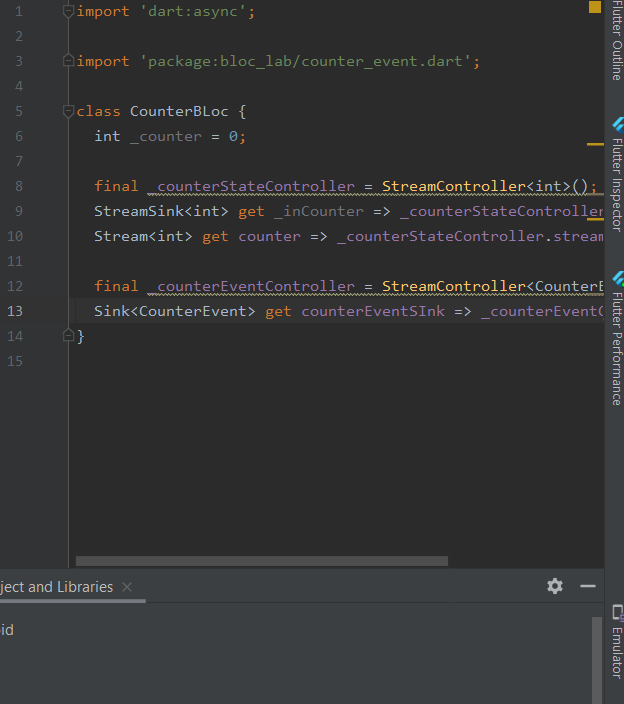 1 import 'dart:async';
2
3 import 'package:bloc_lab/counter_event.dart';
4
5 class CounterBLoc {
6 int _counter = 0;
7
8 final _counterStateController = StreamController<int>();
9 StreamSink<int> get _inCounter => _counterStateController
10 Stream<int> get counter => _counterStateController.stream
11
12 final _counterEventController = StreamController<CounterE
13 Sink<CounterEvent> get counterEventSInk => _counterEventC
14 }
15
Flutter Outline
Flutter Inspector
Flutter Performance
Emulator
ject and Libraries
id